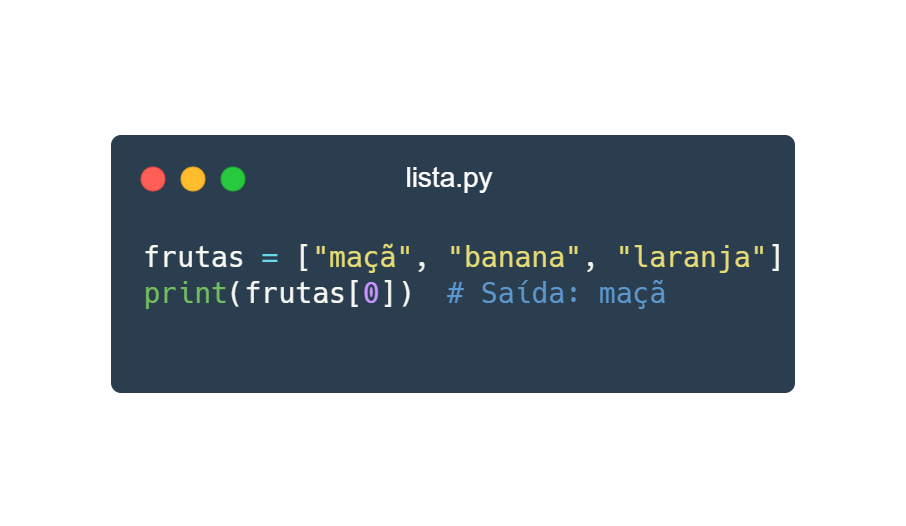 lista.py
frutas = ["maçã", "banana", "laranja"]
print(frutas[0])  # Saída: maçã